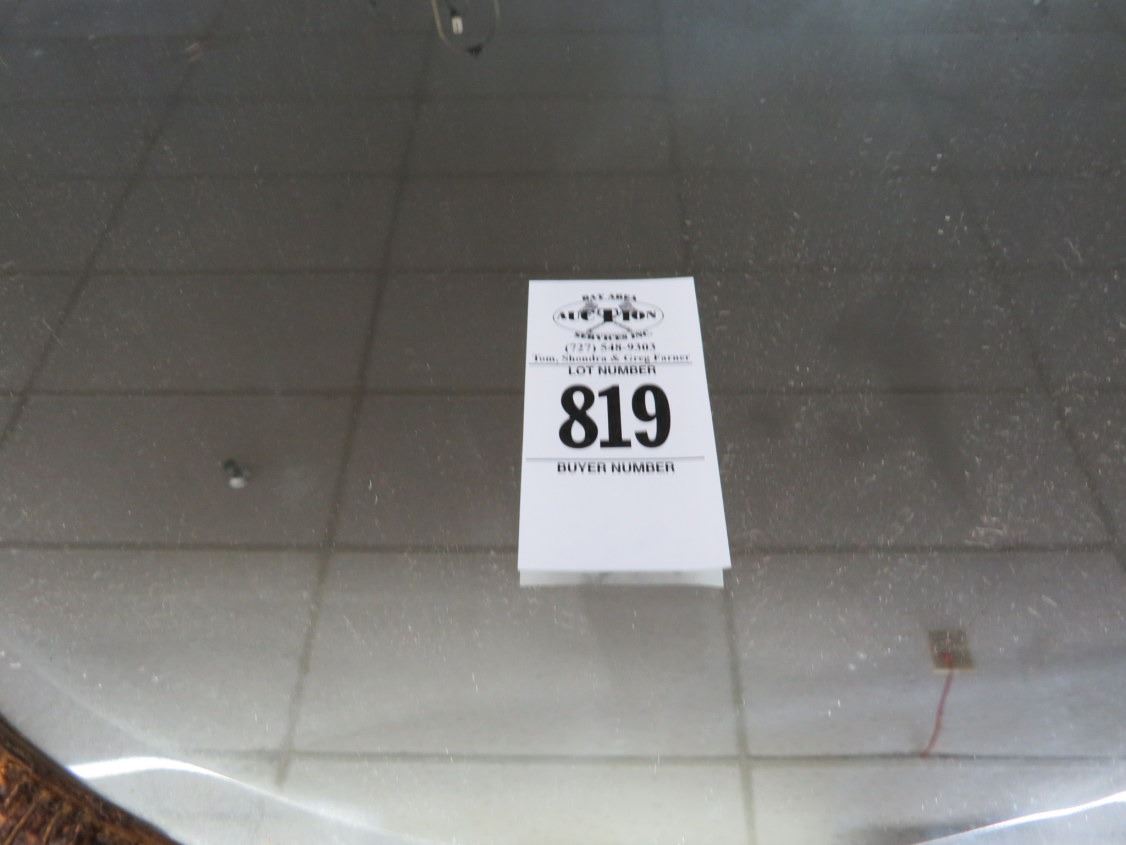 BAY AREA
AUCTION
SERVICES INC
(727) 548-9303
Tom, Shondra & Greg Farner
LOT NUMBER
819
BUYER NUMBER